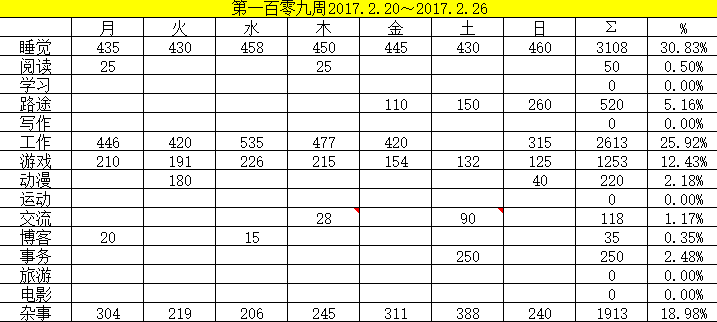 第一百零九周2017.2.20～2017.2.26
月 火 水 木 金 土 日 Σ %
睡觉 435 430 458 450 445 430 460 3108 30.83%
阅读 25 25 50 0.50%
学习 0 0.00%
路途 110 150 260 520 5.16%
写作 0 0.00%
工作 446 420 535 477 420 315 2613 25.92%
游戏 210 191 226 215 154 132 125 1253 12.43%
动漫 180 40 220 2.18%
运动 0 0.00%
交流 28 90 118 1.17%
博客 20 15 35 0.35%
事务 250 250 2.48%
旅游 0 0.00%
电影 0 0.00%
杂事 304 219 206 245 311 388 240 1913 18.98%